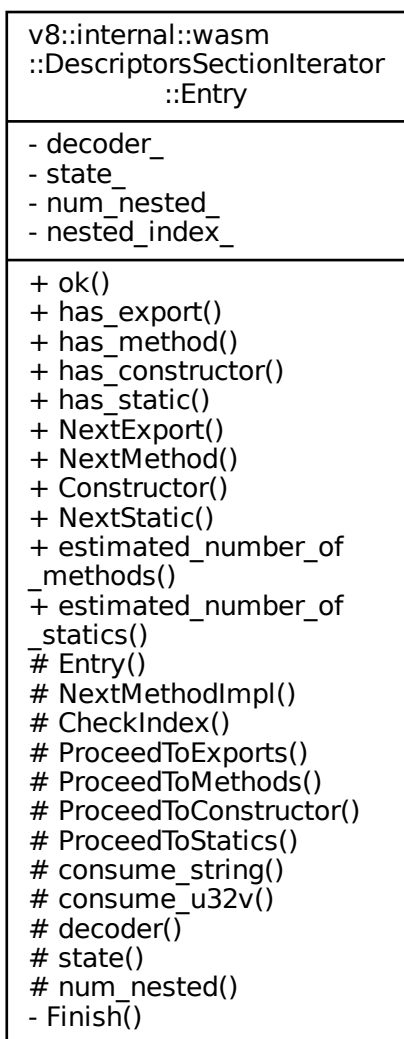 v8::internal::wasm
::DescriptorsSectionIterator
::Entry
- decoder_
- state_
- num_nested_
- nested_index_
+ ok()
+ has_export()
+ has_method()
+ has_constructor()
+ has_static()
+ NextExport()
+ NextMethod()
+ Constructor()
+ NextStatic()
+ estimated_number_of
_methods()
+ estimated_number_of
_statics()
# Entry()
# NextMethodImpl()
# CheckIndex()
# ProceedToExports()
# ProceedToMethods()
# ProceedToConstructor()
# ProceedToStatics()
# consume_string()
# consume_u32v()
# decoder()
# state()
# num_nested()
- Finish()